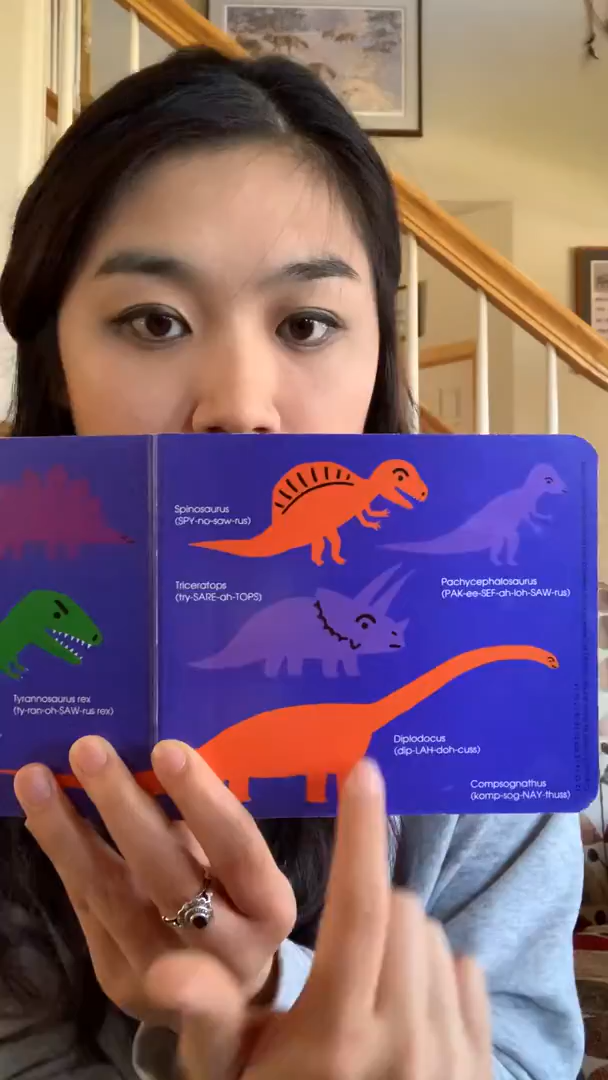 Spinosaurus
(SPY-no-saw-rus)
Triceratops
(try-SARE-ah-TOPS)
Pachycephalosaurus
(PAK-ee-SEF-ah-loh-SAW-rus)
Tyrannosaurus rex
(ty-ran-oh-SAW-rus rex)
Diplodocus
(dip-LAH-doh-cuss)
Compsognathus
(komp-sog-NAY-thuss)